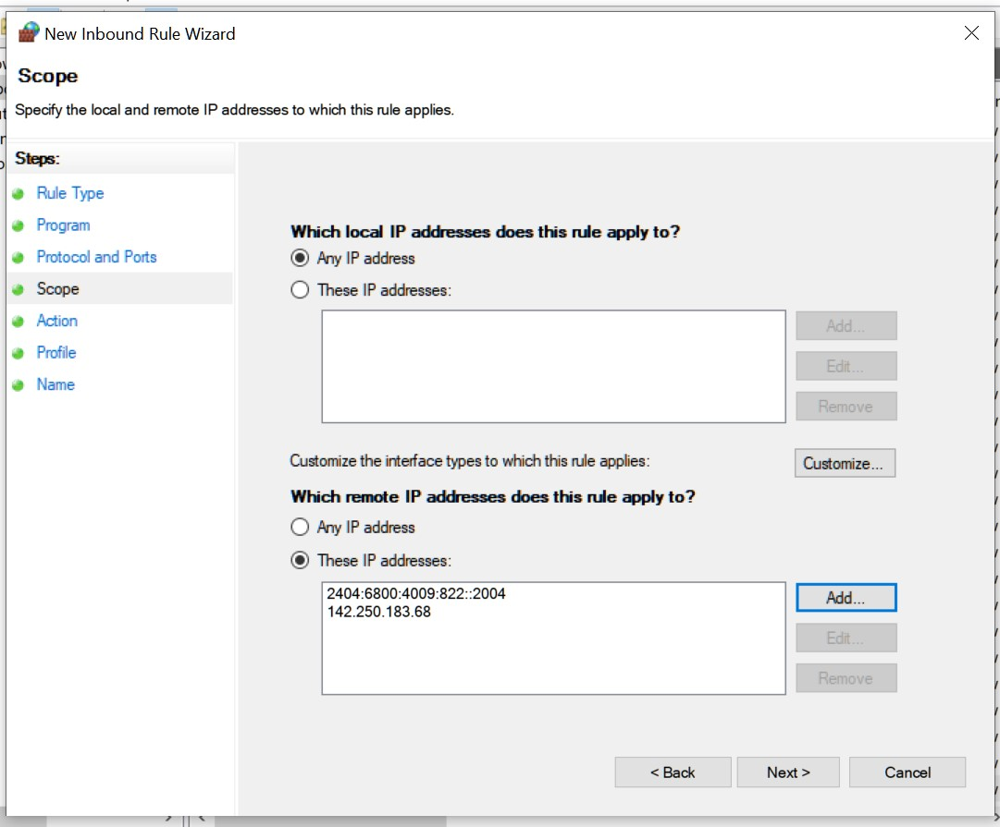 New Inbound Rule Wizard
Scope
Specify the local and remote IP addresses to which this rule applies.
Steps:
Rule Type
Program
Protocol and Ports
Scope
Action
Profile
Name
Which local IP addresses does this rule apply to?
Any IP address
These IP addresses:
Add...
Edit...
Remove
Customize the interface types to which this rule applies:
Customize...
Which remote IP addresses does this rule apply to?
Any IP address
These IP addresses:
2404:6800:4009:822::2004
142.250.183.68
Add...
Edit...
Remove
< Back
Next >
Cancel